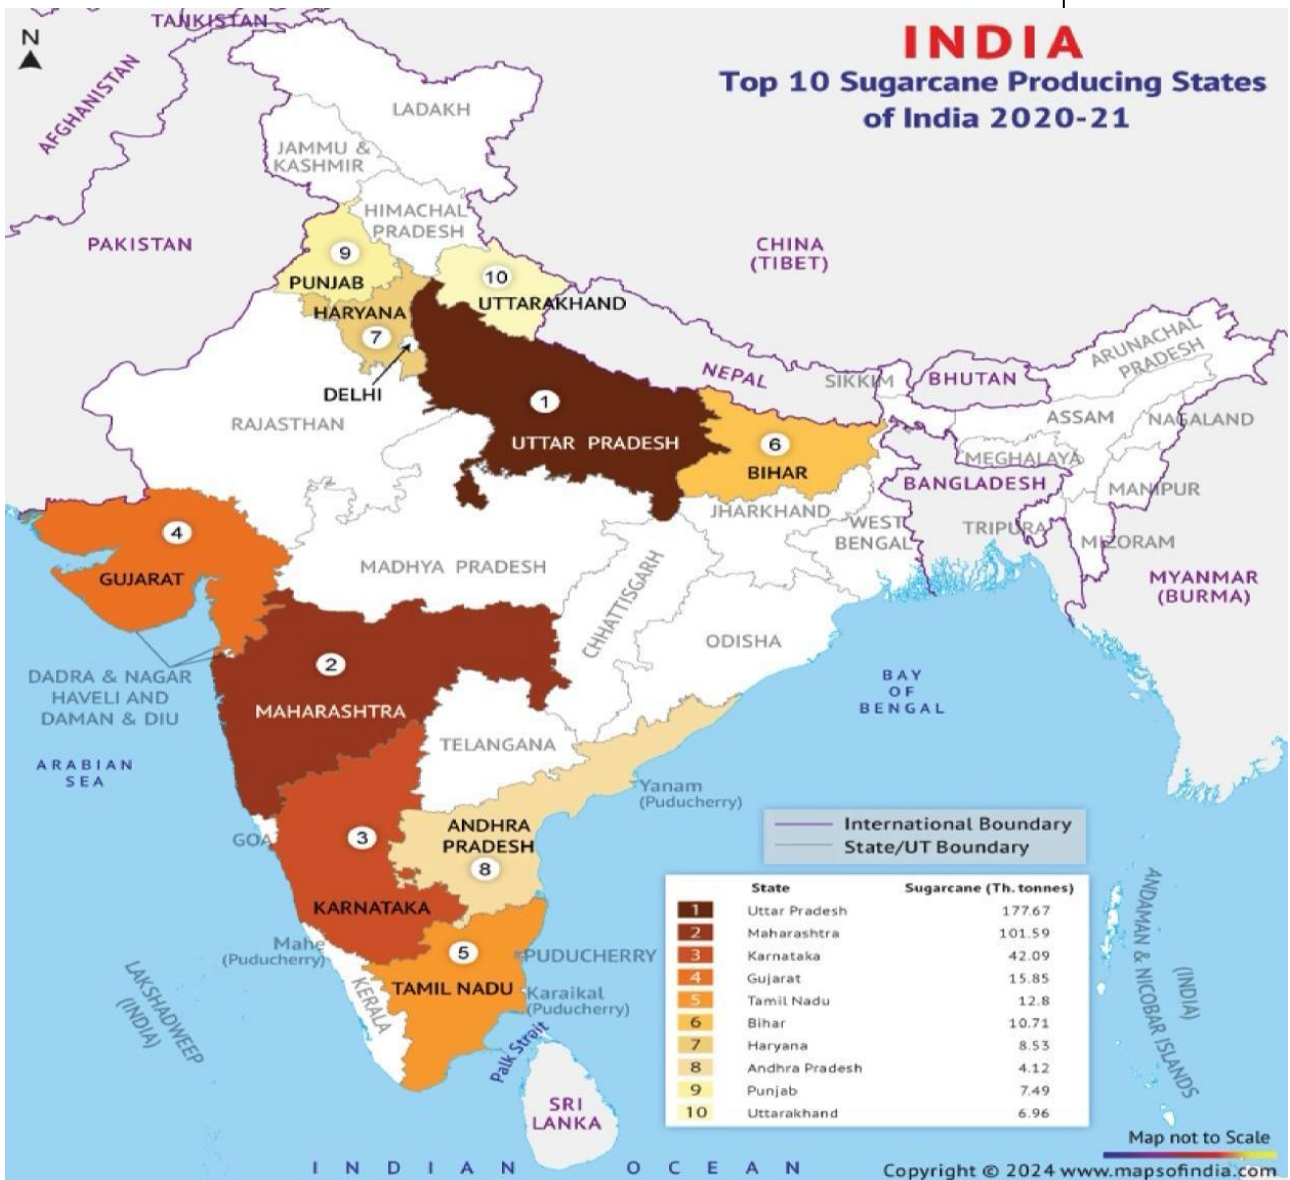 TANKISTAN
N
INDIA
Top 10 Sugarcane Producing States
of India 2020-21
AFGHANISTAN
LADAKH
JAMMU &
KASHMIR
HIMACHAL
PRADESH
PAKISTAN
CHINA
(TIBET)
9
PUNJAB
10
UTTARAKHAND
HARYANA
7
DELHI
NEPAL
SIKKIM
BHUTAN
ARUNACHAL
PRADESH
1
UTTAR PRADESH
RAJASTHAN
6
BIHAR
ASSAM
NAGALAND
MEGHALAYA
BANGLADESH
MANIPUR
JHARKHAND
WEST
BENGAL
TRIPURA
MIZORAM
4
GUJARAT
MADHYA PRADESH
CHHATTISGARH
MYANMAR
(BURMA)
ODISHA
2
MAHARASHTRA
DADRA & NAGAR
HAVELI AND
DAMAN & DIU
BAY
OF
BENGAL
TELANGANA
ARABIAN
SEA
Yanam
(Puducherry)
GOA
3
KARNATAKA
ANDHRA
PRADESH
8
International Boundary
State/UT Boundary
State Sugarcane (Th. tonnes)
1 Uttar Pradesh 177.67
2 Maharashtra 101.59
3 Karnataka 42.09
4 Gujarat 15.85
5 Tamil Nadu 12.8
6 Bihar 10.71
7 Haryana 8.53
8 Andhra Pradesh 4.12
9 Punjab 7.49
10 Uttarakhand 6.96
Mahe
(Puducherry)
5
TAMIL NADU
PUDUCHERRY
Karaikal
(Puducherry)
KERALA
LAKSHADWEEP
(INDIA)
Palk Strait
SRI
LANKA
ANDAMAN & NICOBAR ISLANDS
(INDIA)
INDIAN OCEAN
Map not to Scale
Copyright © 2024 www.mapsofindia.com